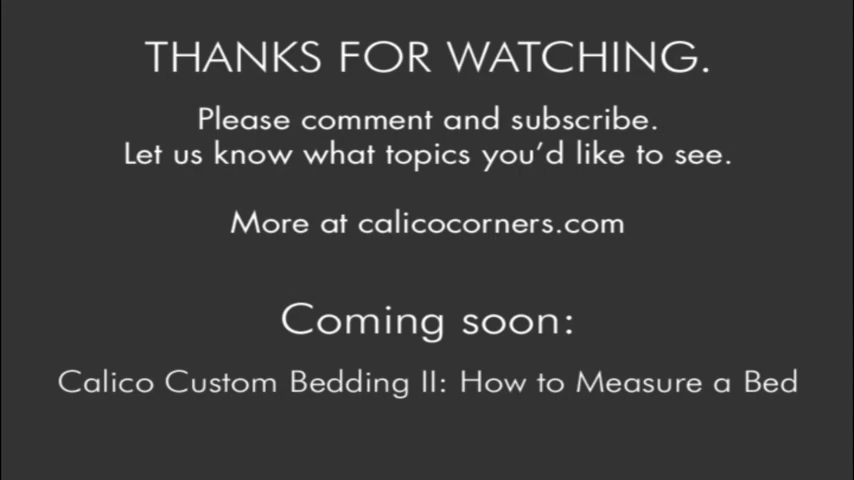 THANKS FOR WATCHING.
Please comment and subscribe.
Let us know what topics you'd like to see.
More at calicocorners.com
Coming soon:
Calico Custom Bedding II: How to Measure a Bed